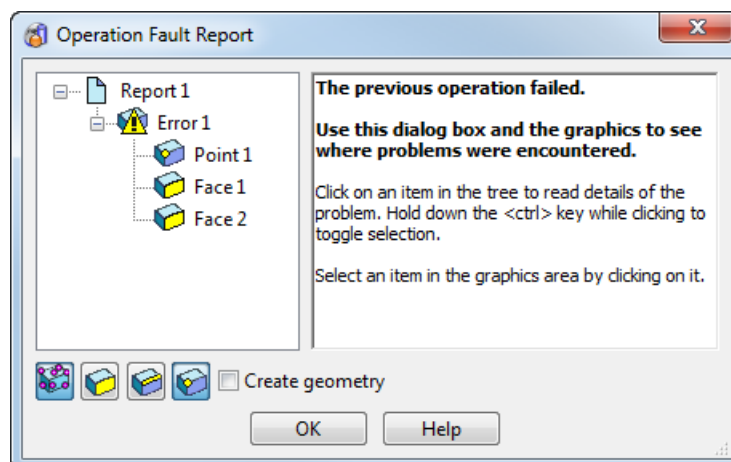 Operation Fault Report
Report 1
Error 1
Point 1
Face 1
Face 2
The previous operation failed.
Use this dialog box and the graphics to see
where problems were encountered.
Click on an item in the tree to read details of the
problem. Hold down the <ctrl> key while clicking to
toggle selection.
Select an item in the graphics area by clicking on it.
Create geometry
OK
Help